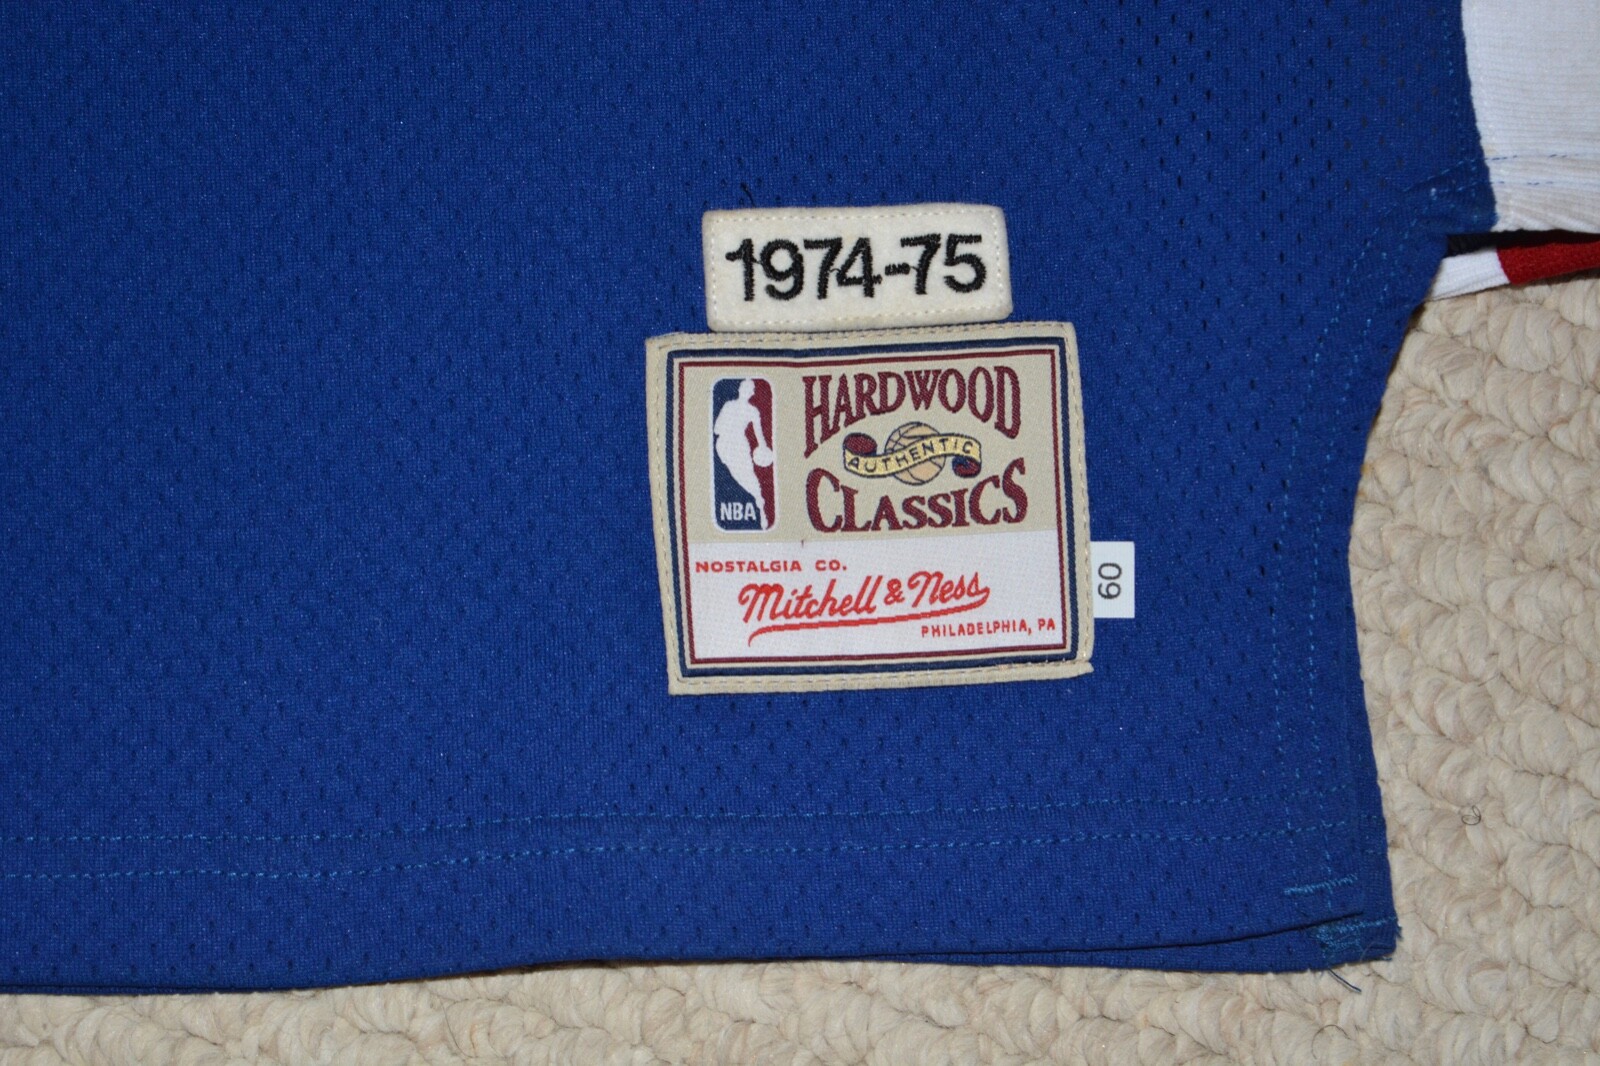 1974-75
HARDWOOD
AUTHENTIC
CLASSICS
NBA
NOSTALGIA CO.
Mitchell & Ness
PHILADELPHIA, PA
60